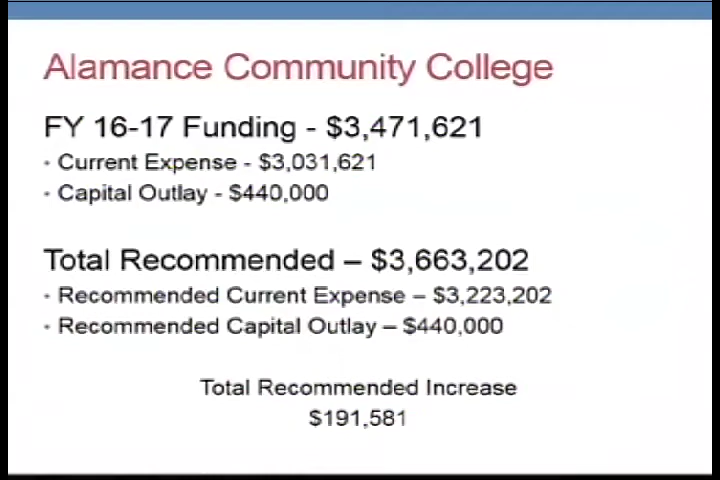 Alamance Community College
FY 16-17 Funding - $3,471,621
• Current Expense - $3,031,621
• Capital Outlay - $440,000
Total Recommended – $3,663,202
• Recommended Current Expense – $3,223,202
• Recommended Capital Outlay – $440,000
Total Recommended Increase
$191,581